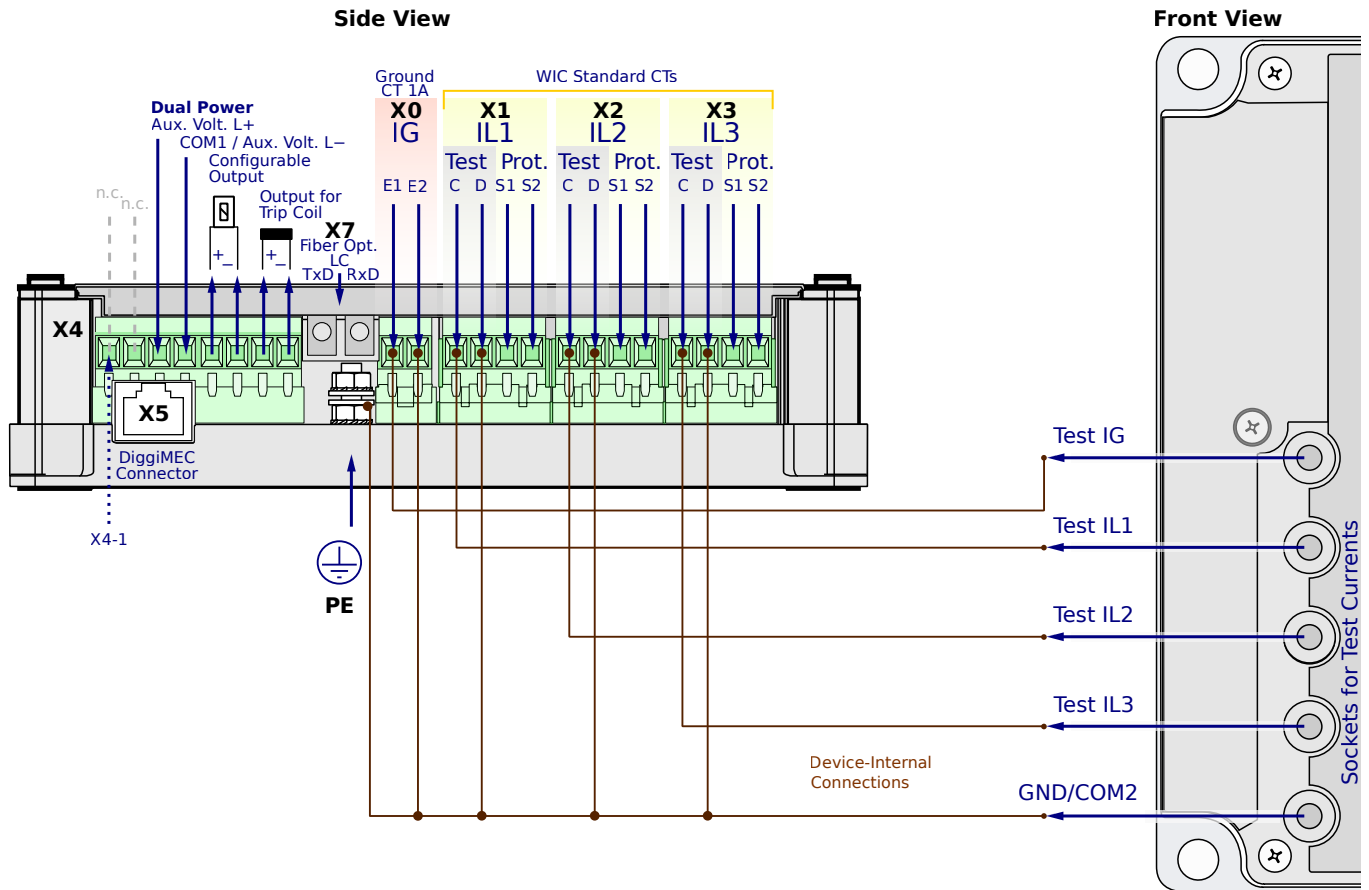 Side View
Front View
Ground
CT 1A
WIC Standard CTs
X0
IG
X1
IL1
X2
IL2
X3
IL3
Dual Power
Aux. Volt. L+
COM1 / Aux. Volt. L−
Configurable
Output
Output for
Trip Coil
n.c.
n.c.
+ −
+ −
X7
Fiber Opt.
LC
TxD RxD
E1 E2
Test Prot.
C D S1 S2
Test Prot.
C D S1 S2
Test Prot.
C D S1 S2
X4
X5
DiggiMEC
Connector
X4-1
PE
Test IG
Test IL1
Test IL2
Test IL3
GND/COM2
Device-Internal
Connections
Sockets for Test Currents